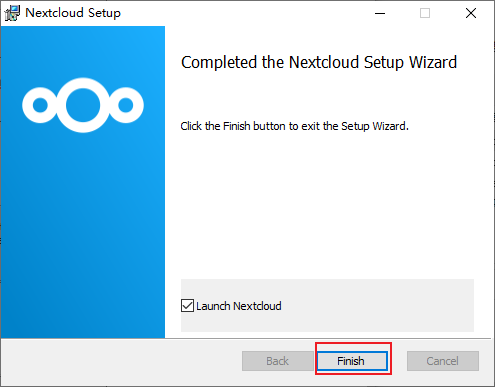 Nextcloud Setup
Completed the Nextcloud Setup Wizard
Click the Finish button to exit the Setup Wizard.
Launch Nextcloud
Back
Finish
Cancel